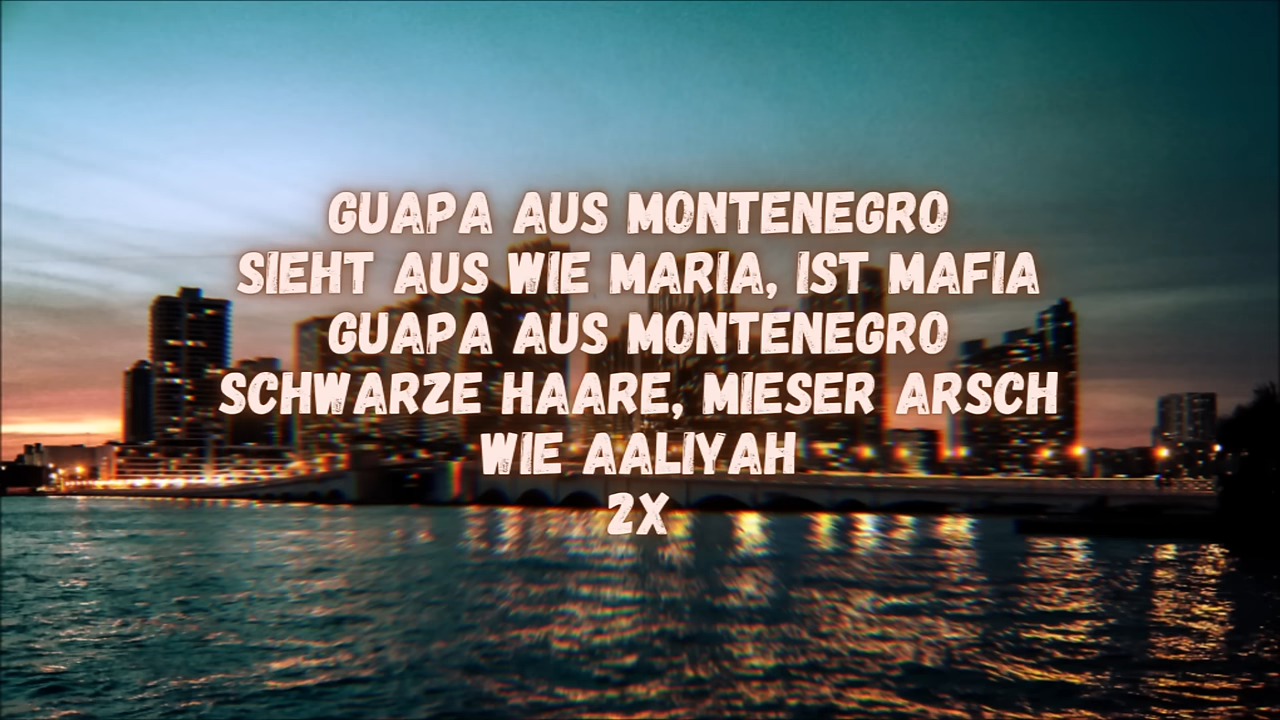 GUAPA AUS MONTENEGRO
SIEHT AUS WIE MARIA, IST MAFIA
GUAPA AUS MONTENEGRO
SCHWARZE HAARE, MIESER ARSCH
WIE AALIYAH
2X